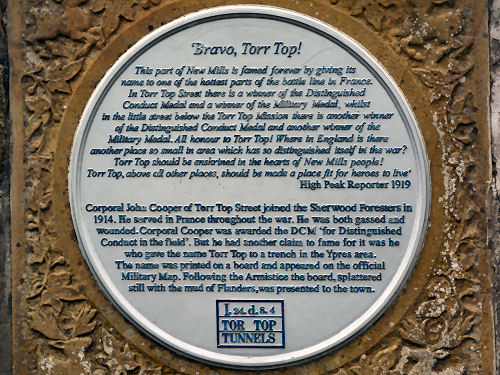 'Bravo, Torr Top!
This part of New Mills is famed forever by giving its
name to one of the hottest parts of the battle line in France.
In Torr Top Street there is a winner of the Distinguished
Conduct Medal and a winner of the Military Medal, whilst
in the little street below the Torr Top Mission there is another winner
of the Distinguished Conduct Medal and another winner of the
Military Medal. All honour to Torr Top! Where in England is there
another place so small in area which has so distinguished itself in the war?
Torr Top should be enshrined in the hearts of New Mills people!
Torr Top, above all other places, should be made a place fit for heroes to live'
High Peak Reporter 1919
Corporal John Cooper of Torr Top Street joined the Sherwood Foresters in
1914. He served in France throughout the war. He was both gassed and
wounded. Corporal Cooper was awarded the DCM 'for Distinguished
Conduct in the field'. But he had another claim to fame for it was he
who gave the name Torr Top to a trench in the Ypres area.
The name was printed on a board and appeared on the official
Military Map. Following the Armistice the board, splattered
still with the mud of Flanders, was presented to the town.
I. 24. d. 8. 4
TOR TOP
TUNNELS